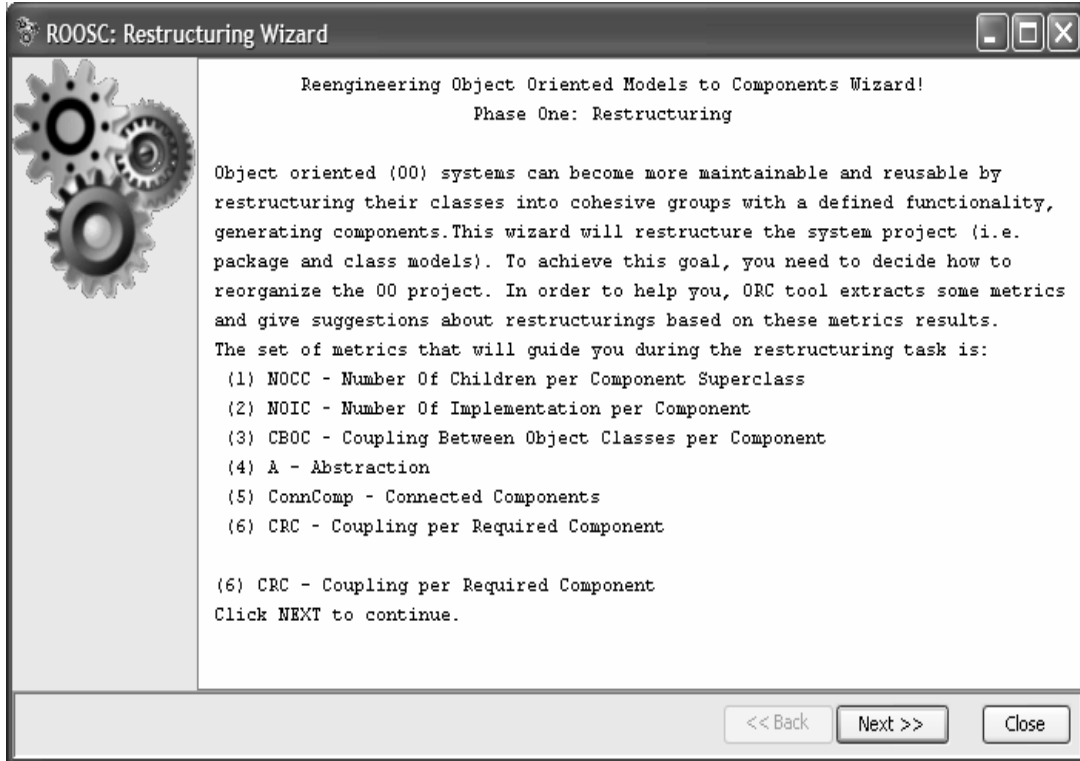 ROOSC: Restructuring Wizard
Reengineering Object Oriented Models to Components Wizard!
Phase One: Restructuring
Object oriented (OO) systems can become more maintainable and reusable by
restructuring their classes into cohesive groups with a defined functionality,
generating components.This wizard will restructure the system project (i.e.
package and class models). To achieve this goal, you need to decide how to
reorganize the OO project. In order to help you, ORC tool extracts some metrics
and give suggestions about restructurings based on these metrics results.
The set of metrics that will guide you during the restructuring task is:
(1) NOCC - Number Of Children per Component Superclass
(2) NOIC - Number Of Implementation per Component
(3) CBOC - Coupling Between Object Classes per Component
(4) A - Abstraction
(5) ConnComp - Connected Components
(6) CRC - Coupling per Required Component
(6) CRC - Coupling per Required Component
Click NEXT to continue.
<< Back Next >> Close